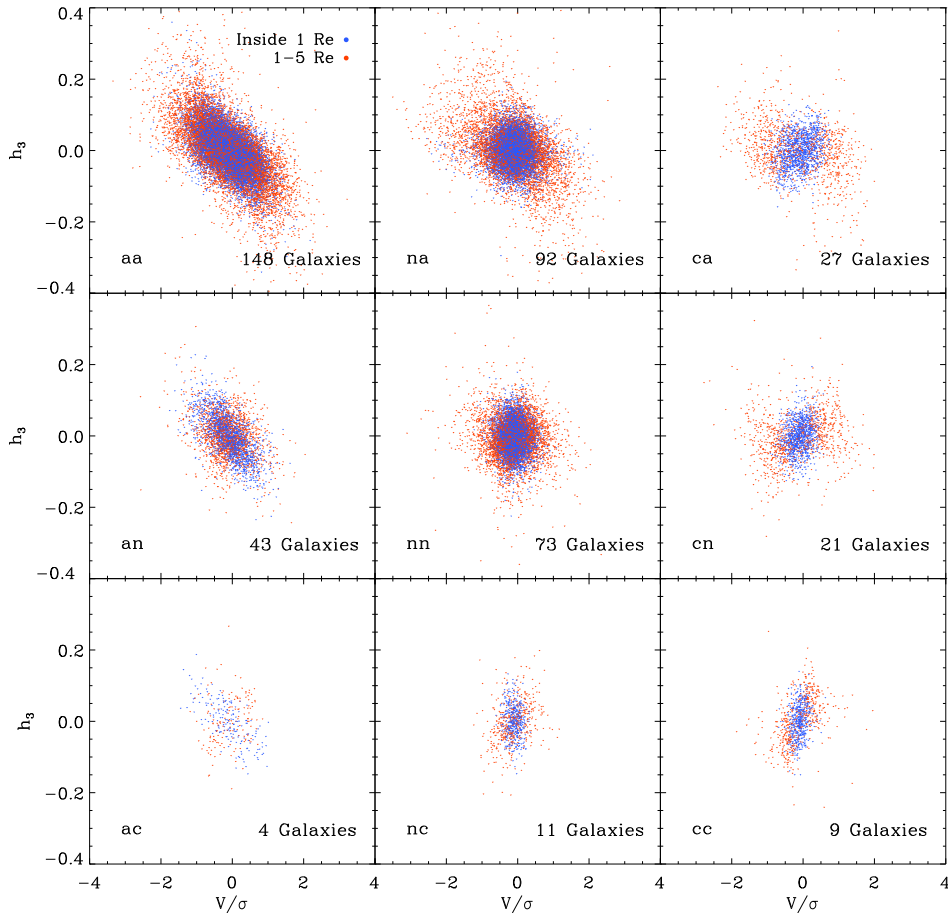 0.4
Inside 1 Re
1−5 Re
0.2
h₃
0.0
−0.2
aa
148 Galaxies
na
92 Galaxies
ca
27 Galaxies
−0.4
0.2
h₃
0.0
−0.2
an
43 Galaxies
nn
73 Galaxies
cn
21 Galaxies
−0.4
0.2
h₃
0.0
−0.2
ac
4 Galaxies
nc
11 Galaxies
cc
9 Galaxies
−0.4
−4 −2 0 2 4 −2 0 2 4 −2 0 2 4
V/σ V/σ V/σ